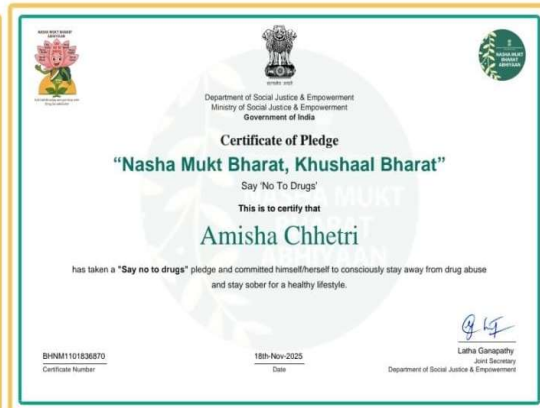 NASHA MUKT BHARAT
ABHIYAAN
सत्यमेव जयते
NASHA MUKT
BHARAT
ABHIYAAN
Department of Social Justice & Empowerment
Ministry of Social Justice & Empowerment
Government of India
Certificate of Pledge
“Nasha Mukt Bharat, Khushaal Bharat”
Say 'No To Drugs'
This is to certify that
Amisha Chhetri
has taken a "Say no to drugs" pledge and committed himself/herself to consciously stay away from drug abuse
and stay sober for a healthy lifestyle.
BHNM1101836870
Certificate Number
18th-Nov-2025
Date
Latha Ganapathy
Joint Secretary
Department of Social Justice & Empowerment